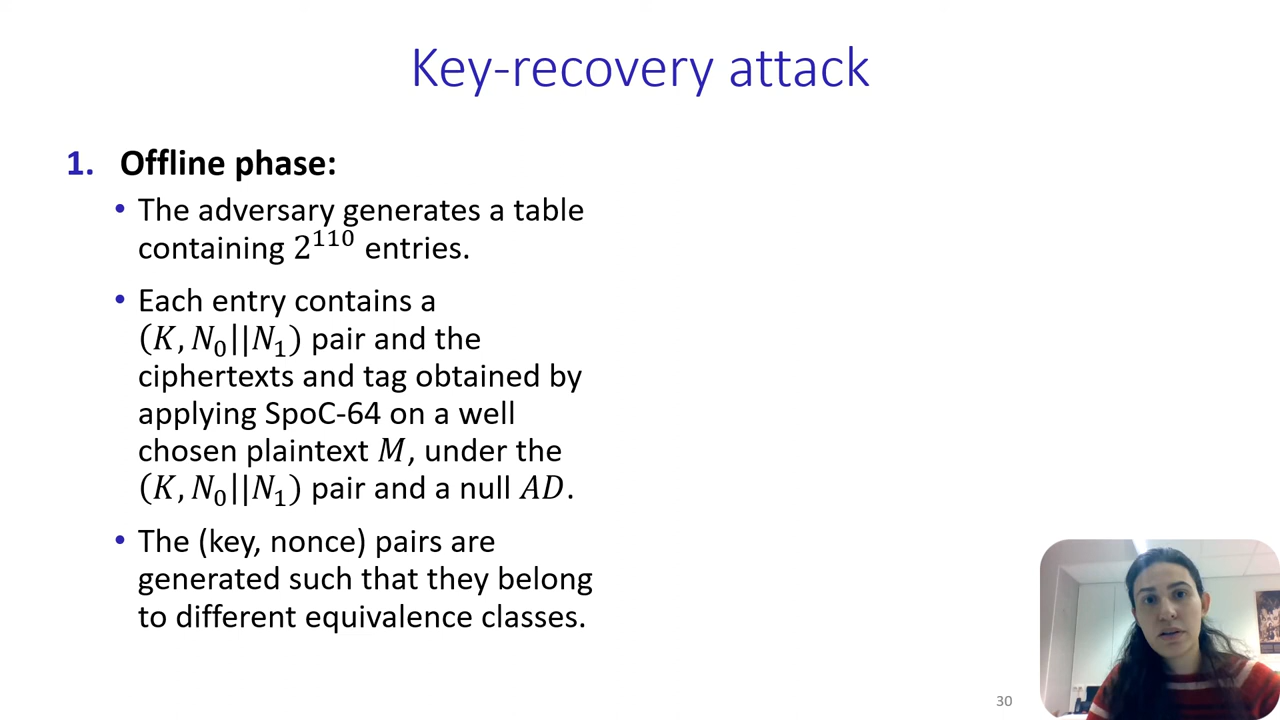 Key-recovery attack
1. Offline phase:
• The adversary generates a table
containing 2^110 entries.
• Each entry contains a
(K, N₀||N₁) pair and the
ciphertexts and tag obtained by
applying SpoC-64 on a well
chosen plaintext M, under the
(K, N₀||N₁) pair and a null AD.
• The (key, nonce) pairs are
generated such that they belong
to different equivalence classes.
30